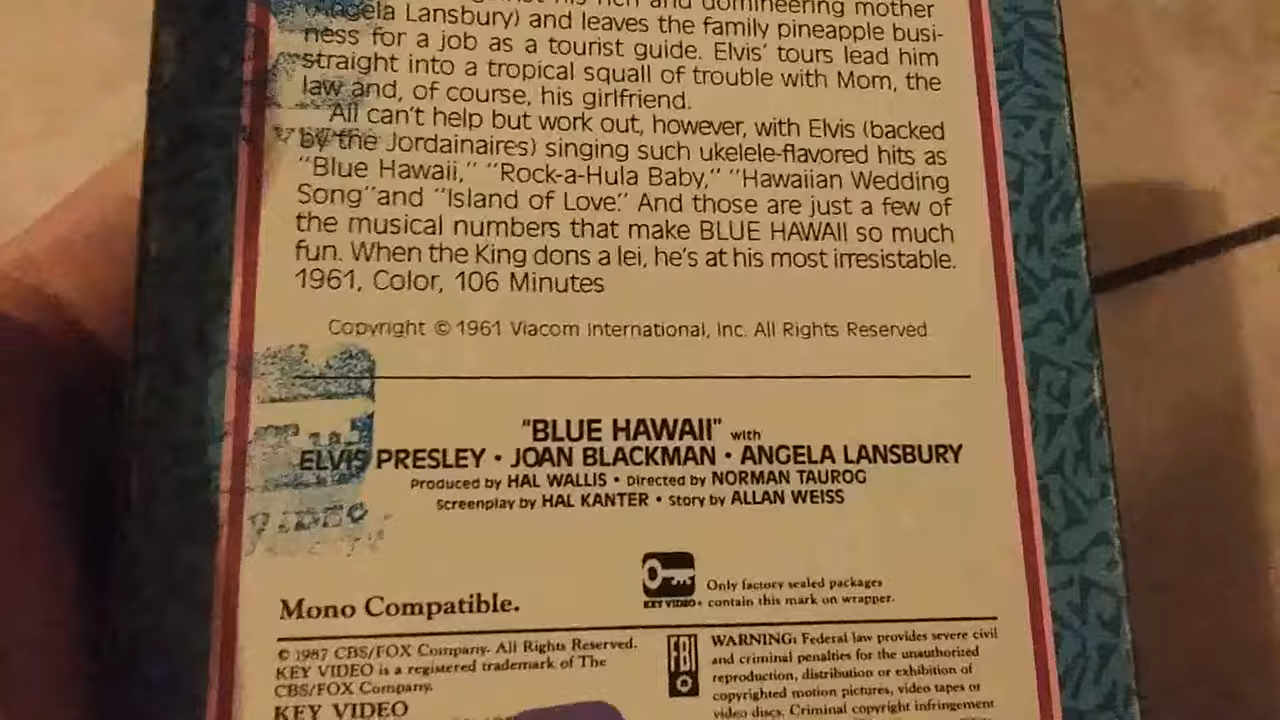 against his rich and domineering mother
(Angela Lansbury) and leaves the family pineapple busi-
ness for a job as a tourist guide. Elvis' tours lead him
straight into a tropical squall of trouble with Mom, the
law and, of course, his girlfriend.
All can't help but work out, however, with Elvis (backed
by the Jordainaires) singing such ukelele-flavored hits as
"Blue Hawaii," "Rock-a-Hula Baby," "Hawaiian Wedding
Song" and "Island of Love." And those are just a few of
the musical numbers that make BLUE HAWAII so much
fun. When the King dons a lei, he's at his most irresistable.
1961, Color, 106 Minutes
Copyright © 1961 Viacom International, Inc. All Rights Reserved
"BLUE HAWAII" with
ELVIS PRESLEY • JOAN BLACKMAN • ANGELA LANSBURY
Produced by HAL WALLIS • Directed by NORMAN TAUROG
Screenplay by HAL KANTER • Story by ALLAN WEISS
VIDEO
KEY VIDEO
Only factory sealed packages
contain this mark on wrapper.
Mono Compatible.
© 1987 CBS/FOX Company. All Rights Reserved.
KEY VIDEO is a registered trademark of The
CBS/FOX Company.
KEY VIDEO
FBI
WARNING: Federal law provides severe civil
and criminal penalties for the unauthorized
reproduction, distribution or exhibition of
copyrighted motion pictures, video tapes or
video discs. Criminal copyright infringement